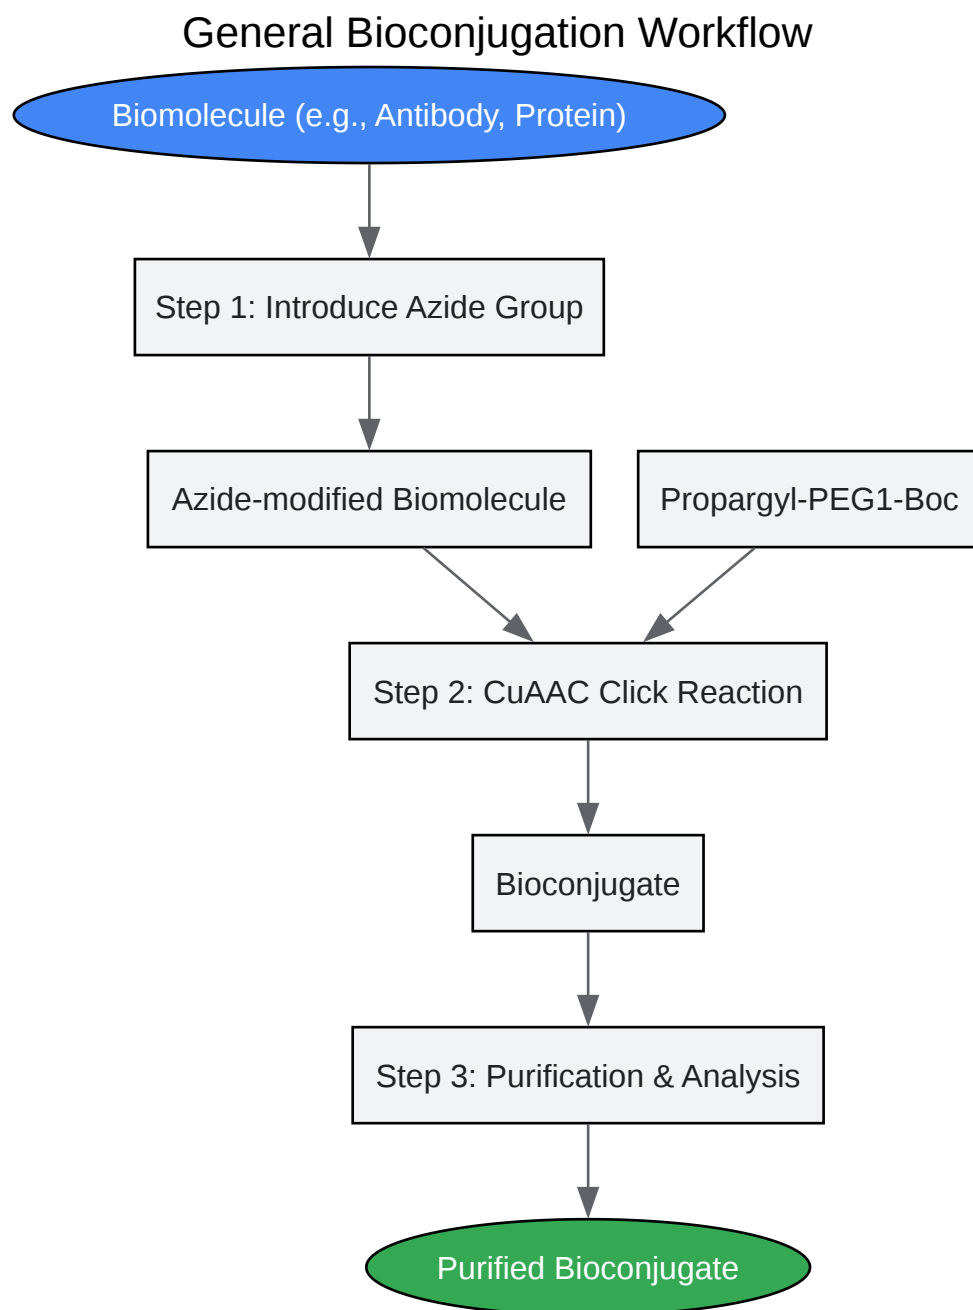 General Bioconjugation Workflow
Biomolecule (e.g., Antibody, Protein)
Step 1: Introduce Azide Group
Azide-modified Biomolecule
Propargyl-PEG1-Boc
Step 2: CuAAC Click Reaction
Bioconjugate
Step 3: Purification & Analysis
Purified Bioconjugate